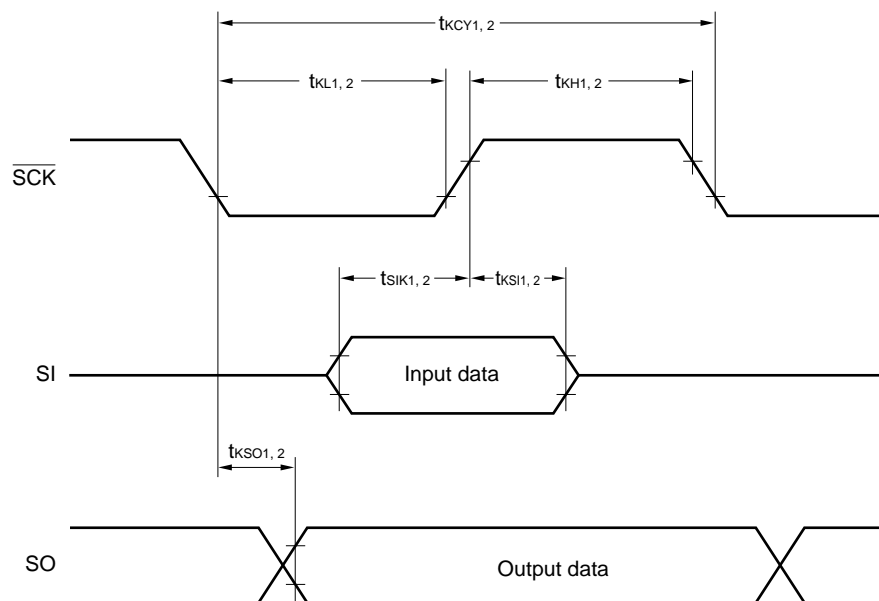 tKCY1, 2
tKL1, 2
tKH1, 2
SCK
tSIK1, 2
tKSI1, 2
SI
Input data
tKSO1, 2
SO
Output data